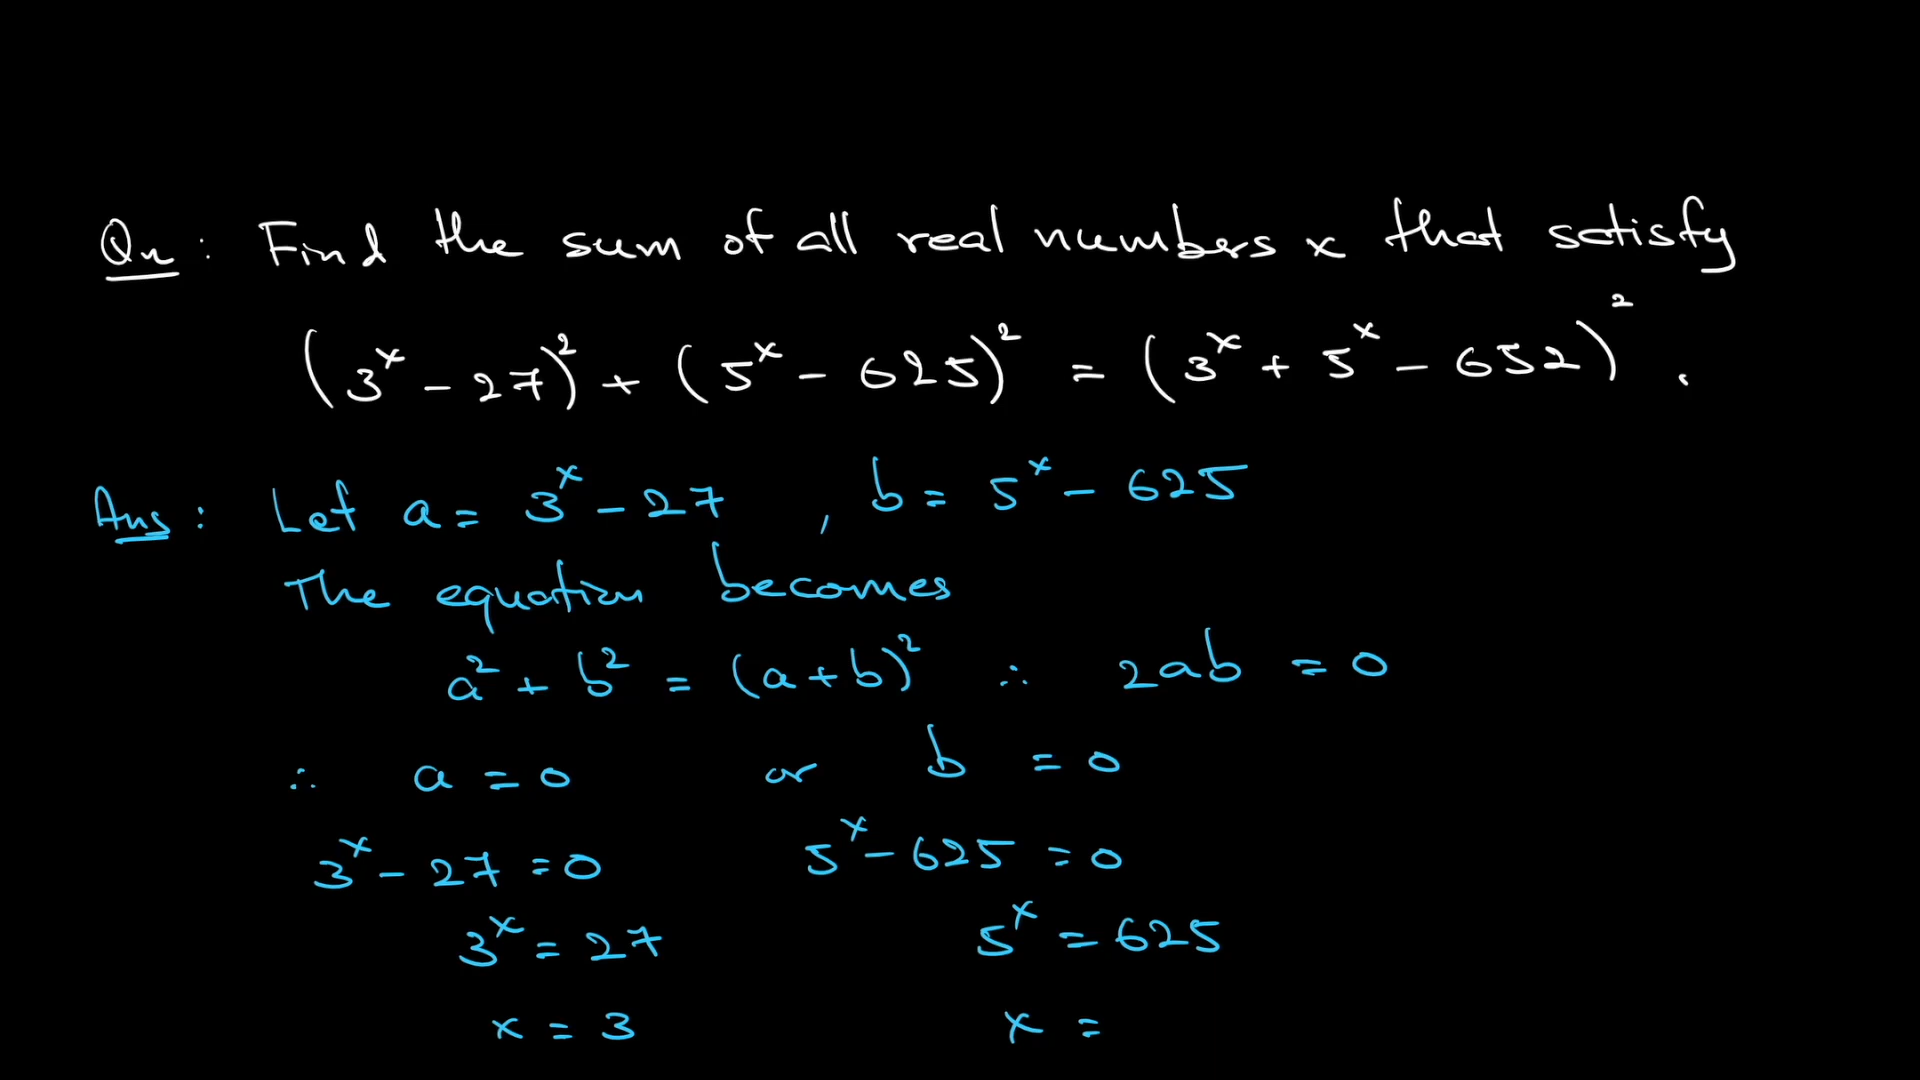 Qn: Find the sum of all real numbers x that satisfy
(3^x - 27)^2 + (5^x - 625)^2 = (3^x + 5^x - 652)^2.
Ans: Let a = 3^x - 27, b = 5^x - 625
The equation becomes
a^2 + b^2 = (a+b)^2 ∴ 2ab = 0
∴ a = 0 or b = 0
3^x - 27 = 0 5^x - 625 = 0
3^x = 27 5^x = 625
x = 3 x =